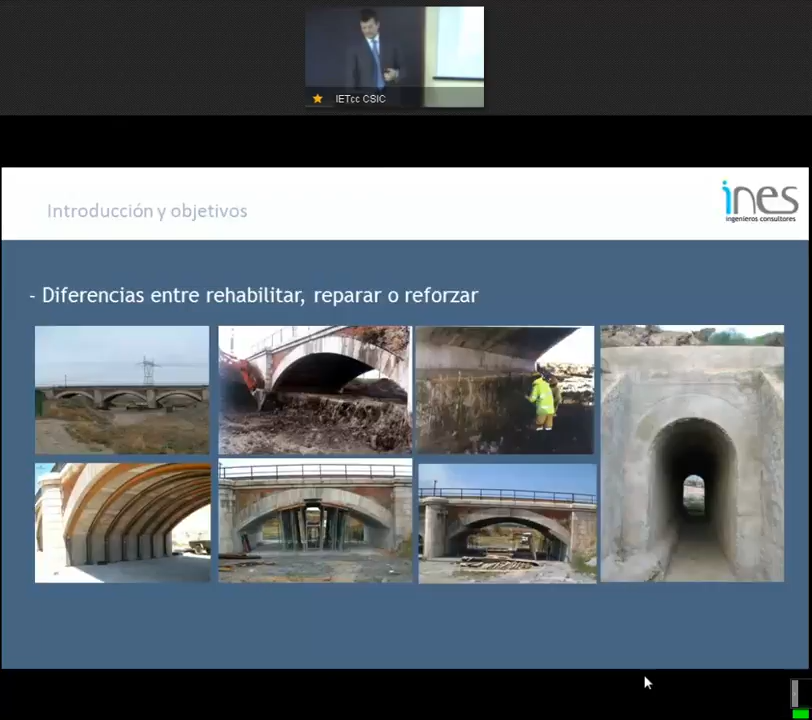 IETcc CSIC
Introducción y objetivos
ines
ingenieros consultores
- Diferencias entre rehabilitar, reparar o reforzar